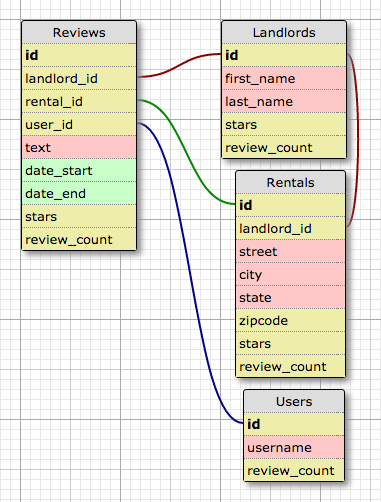 Reviews
id
landlord_id
rental_id
user_id
text
date_start
date_end
stars
review_count
Landlords
id
first_name
last_name
stars
review_count
Rentals
id
landlord_id
street
city
state
zipcode
stars
review_count
Users
id
username
review_count